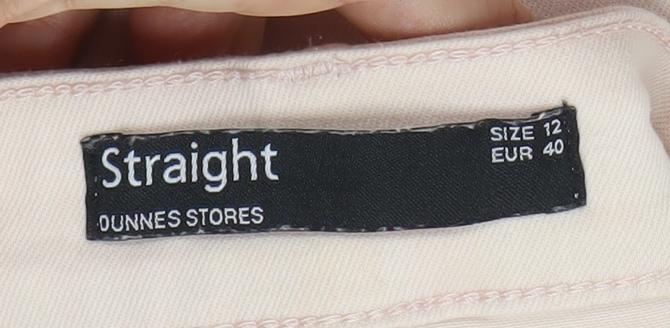 Straight
DUNNES STORES
SIZE 12
EUR 40